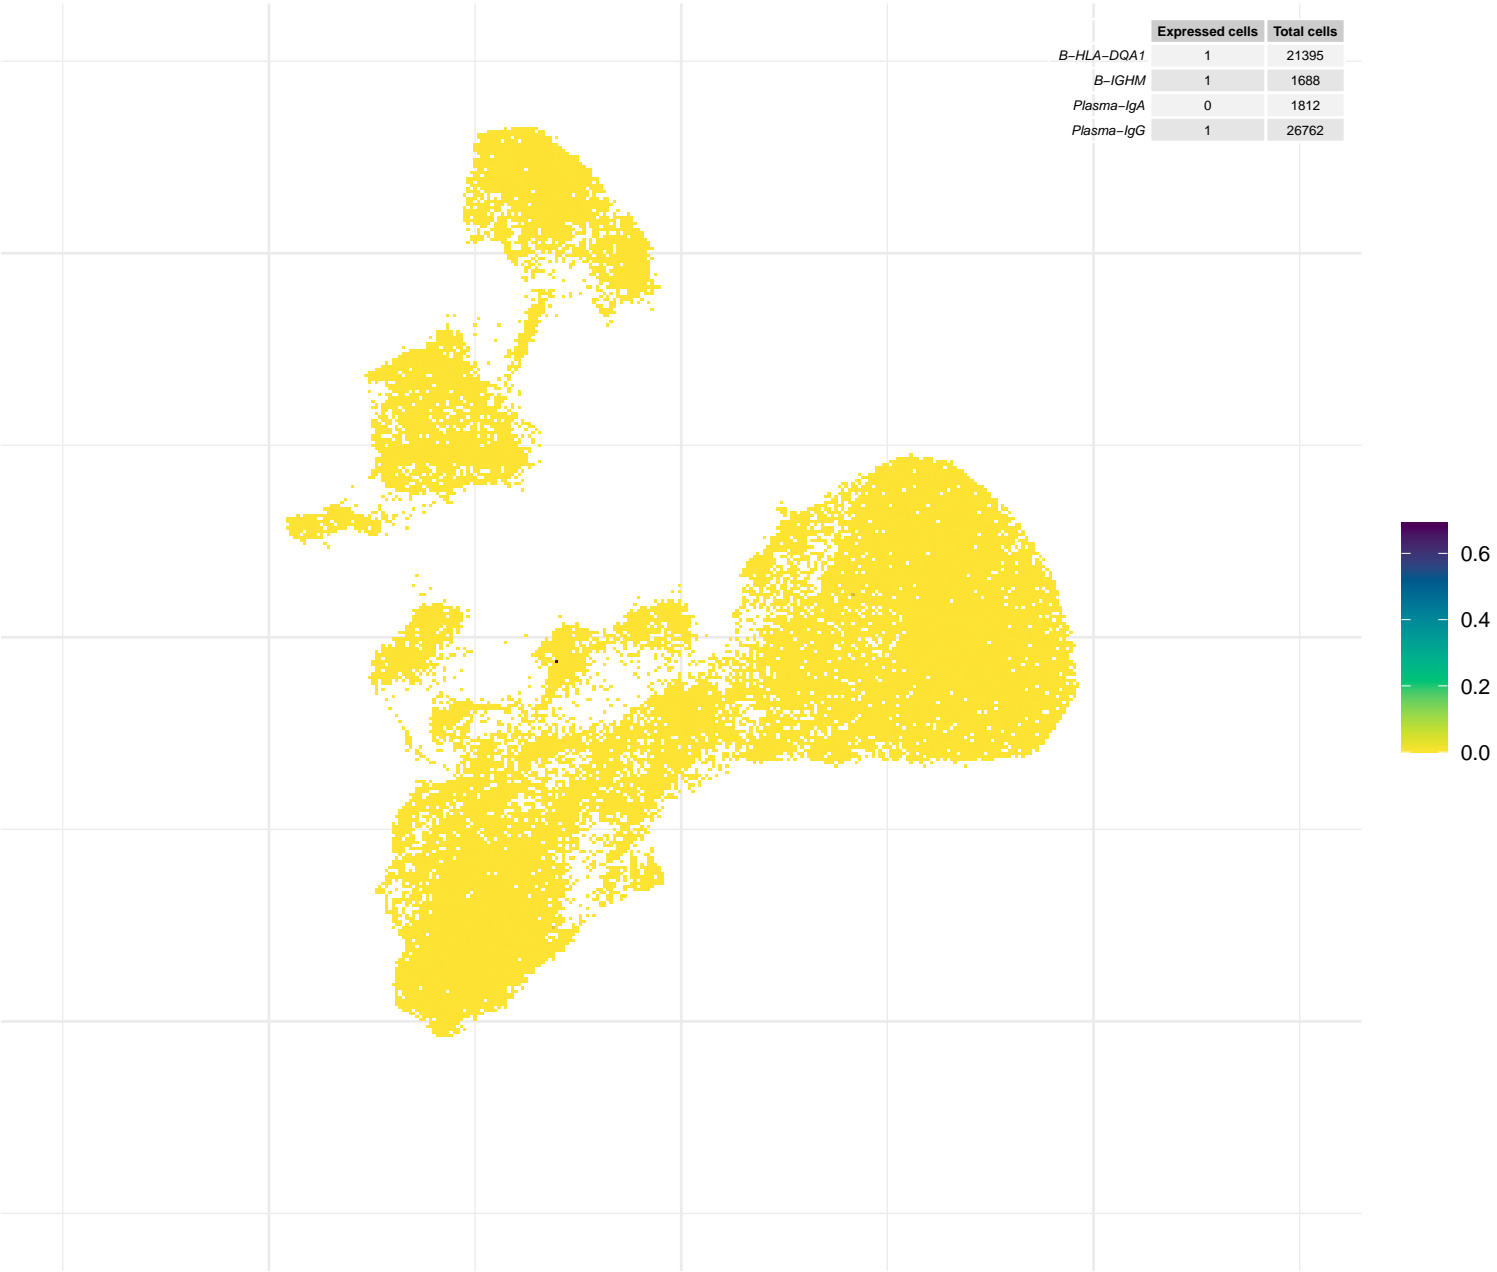 Expressed cells Total cells
B−HLA−DQA1 1 21395
B−IGHM 1 1688
Plasma−IgA 0 1812
Plasma−IgG 1 26762
0.6
0.4
0.2
0.0